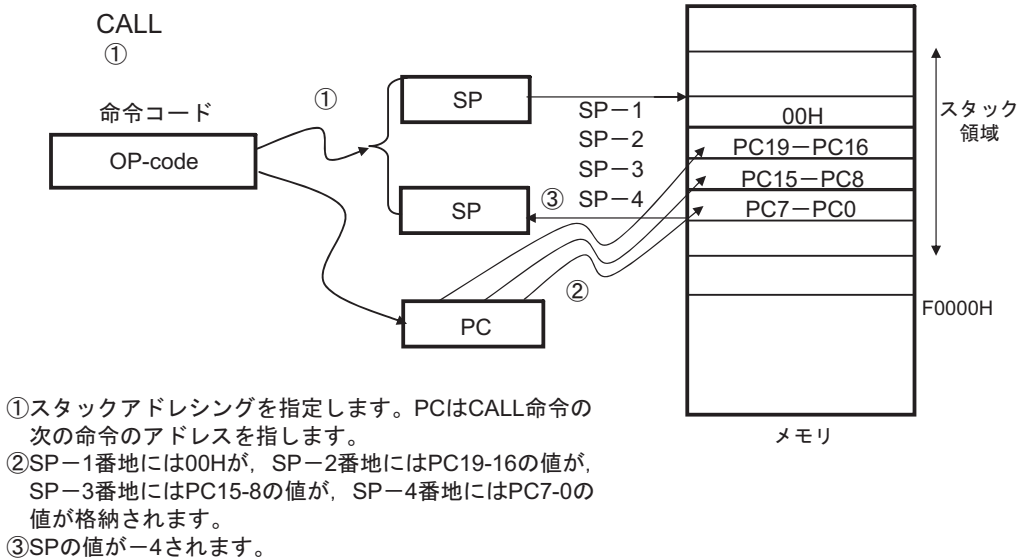 CALL
①
命令コード
OP-code
①
SP
SP
③
PC
②
SP－1
SP－2
SP－3
SP－4
00H
PC19－PC16
PC15－PC8
PC7－PC0
スタック
領域
F0000H
メモリ
①スタックアドレシングを指定します。PCはCALL命令の
次の命令のアドレスを指します。
②SP－1番地には00Hが，SP－2番地にはPC19-16の値が，
SP－3番地にはPC15-8の値が，SP－4番地にはPC7-0の
値が格納されます。
③SPの値が－4されます。